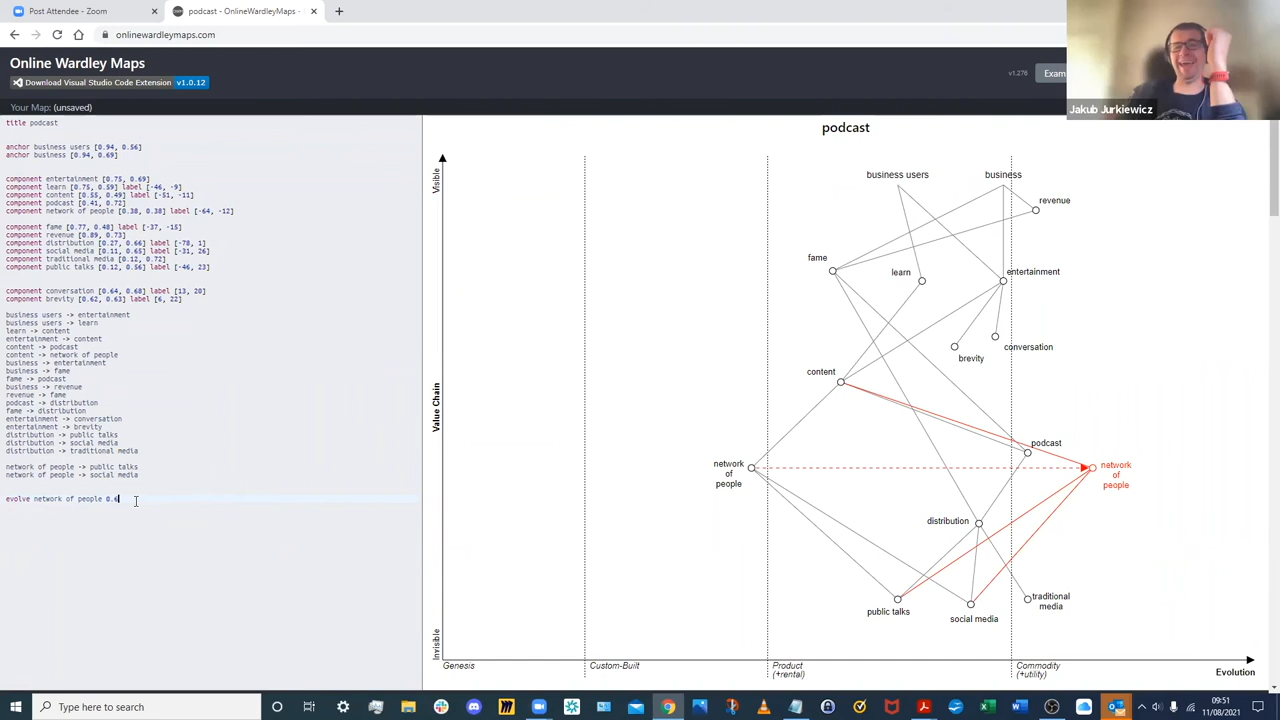 Post Attendee - Zoom
podcast - OnlineWardleyMaps -
onlinewardleymaps.com
Online Wardley Maps
Download Visual Studio Code Extension v1.0.12
v1.276
Exam
Jakub Jurkiewicz
Your Map: (unsaved)
title podcast
anchor business users [0.94, 0.56]
anchor business [0.94, 0.69]
component entertainment [0.75, 0.69]
component learn [0.75, 0.59] label [-46, -9]
component content [0.55, 0.49] label [-51, -11]
component podcast [0.41, 0.72]
component network of people [0.38, 0.38] label [-64, -12]
component fame [0.77, 0.48] label [-37, -15]
component revenue [0.89, 0.73]
component distribution [0.27, 0.66] label [-78, 1]
component social media [0.11, 0.65] label [-31, 26]
component traditional media [0.12, 0.72]
component public talks [0.12, 0.56] label [-46, 23]
component conversation [0.64, 0.68] label [13, 20]
component brevity [0.62, 0.63] label [6, 22]
business users -> entertainment
business users -> learn
learn -> content
entertainment -> content
content -> podcast
content -> network of people
business -> entertainment
business -> fame
fame -> podcast
business -> revenue
revenue -> fame
podcast -> distribution
fame -> distribution
entertainment -> conversation
entertainment -> brevity
distribution -> public talks
distribution -> social media
distribution -> traditional media
network of people -> public talks
network of people -> social media
evolve network of people 0.6
podcast
Visible
Value Chain
Invisible
business users
business
revenue
fame
learn
entertainment
conversation
brevity
content
podcast
network
of
people
network
of
people
distribution
public talks
social media
traditional
media
Genesis
Custom-Built
Product
(+rental)
Commodity
(+utility)
Evolution
Type here to search
09:51
11/08/2021